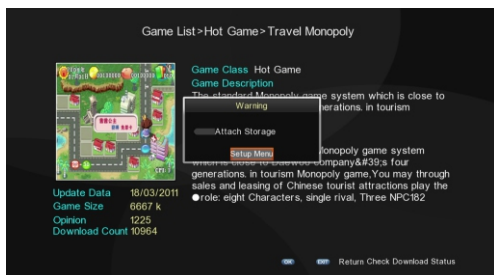 Game List>Hot Game>Travel Monopoly
Game Class Hot Game
Game Description
The standard Monopoly game system which is close to
Warning
nerations. in tourism
Attach Storage
Monopoly game system
Setup Menu
which is close to Daewoo company&#39;s four
generations. in tourism Monopoly game,You may through
sales and leasing of Chinese tourist attractions play the
●role: eight Characters, single rival, Three NPC182
Update Data 18/03/2011
Game Size 6667 k
Opinion 1225
Download Count 10964
OK EXIT Return Check Download Status